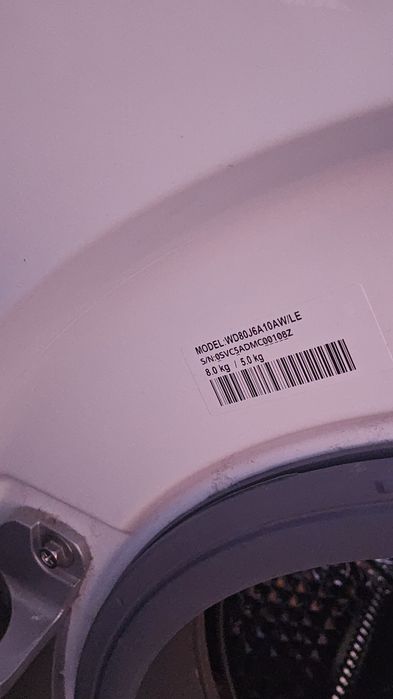 MODEL:WD80J6A10AW/LE
S/N:0SVC5ADMC00108Z
8.0 kg / 5.0 kg